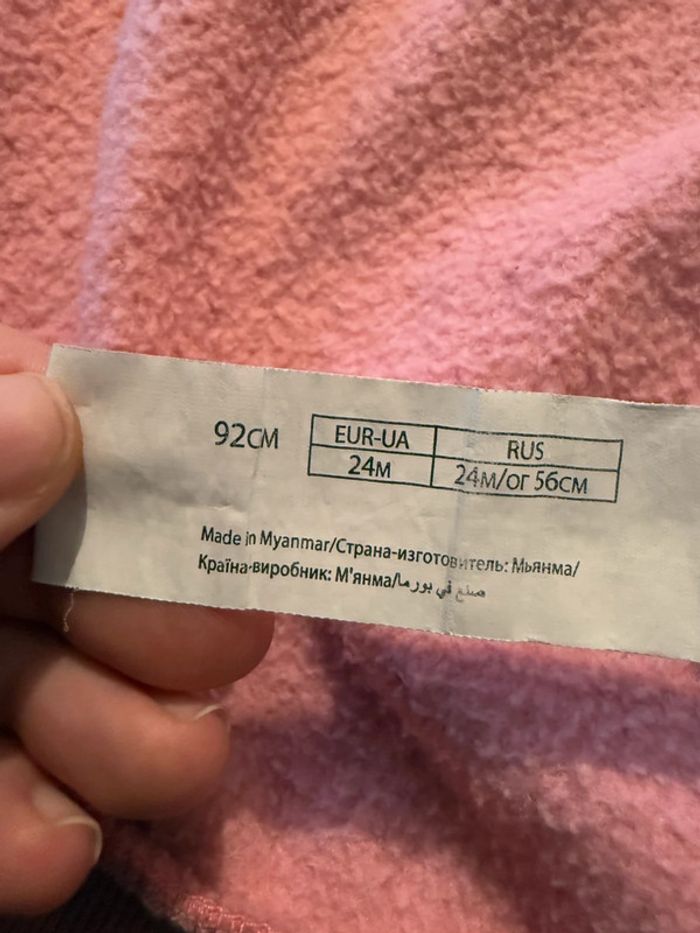 92CM
EUR-UA RUS
24M 24M/ОГ 56СМ
Made in Myanmar/Страна-изготовитель: Мьянма/
Країна-виробник: М'янма/صنع في بورما